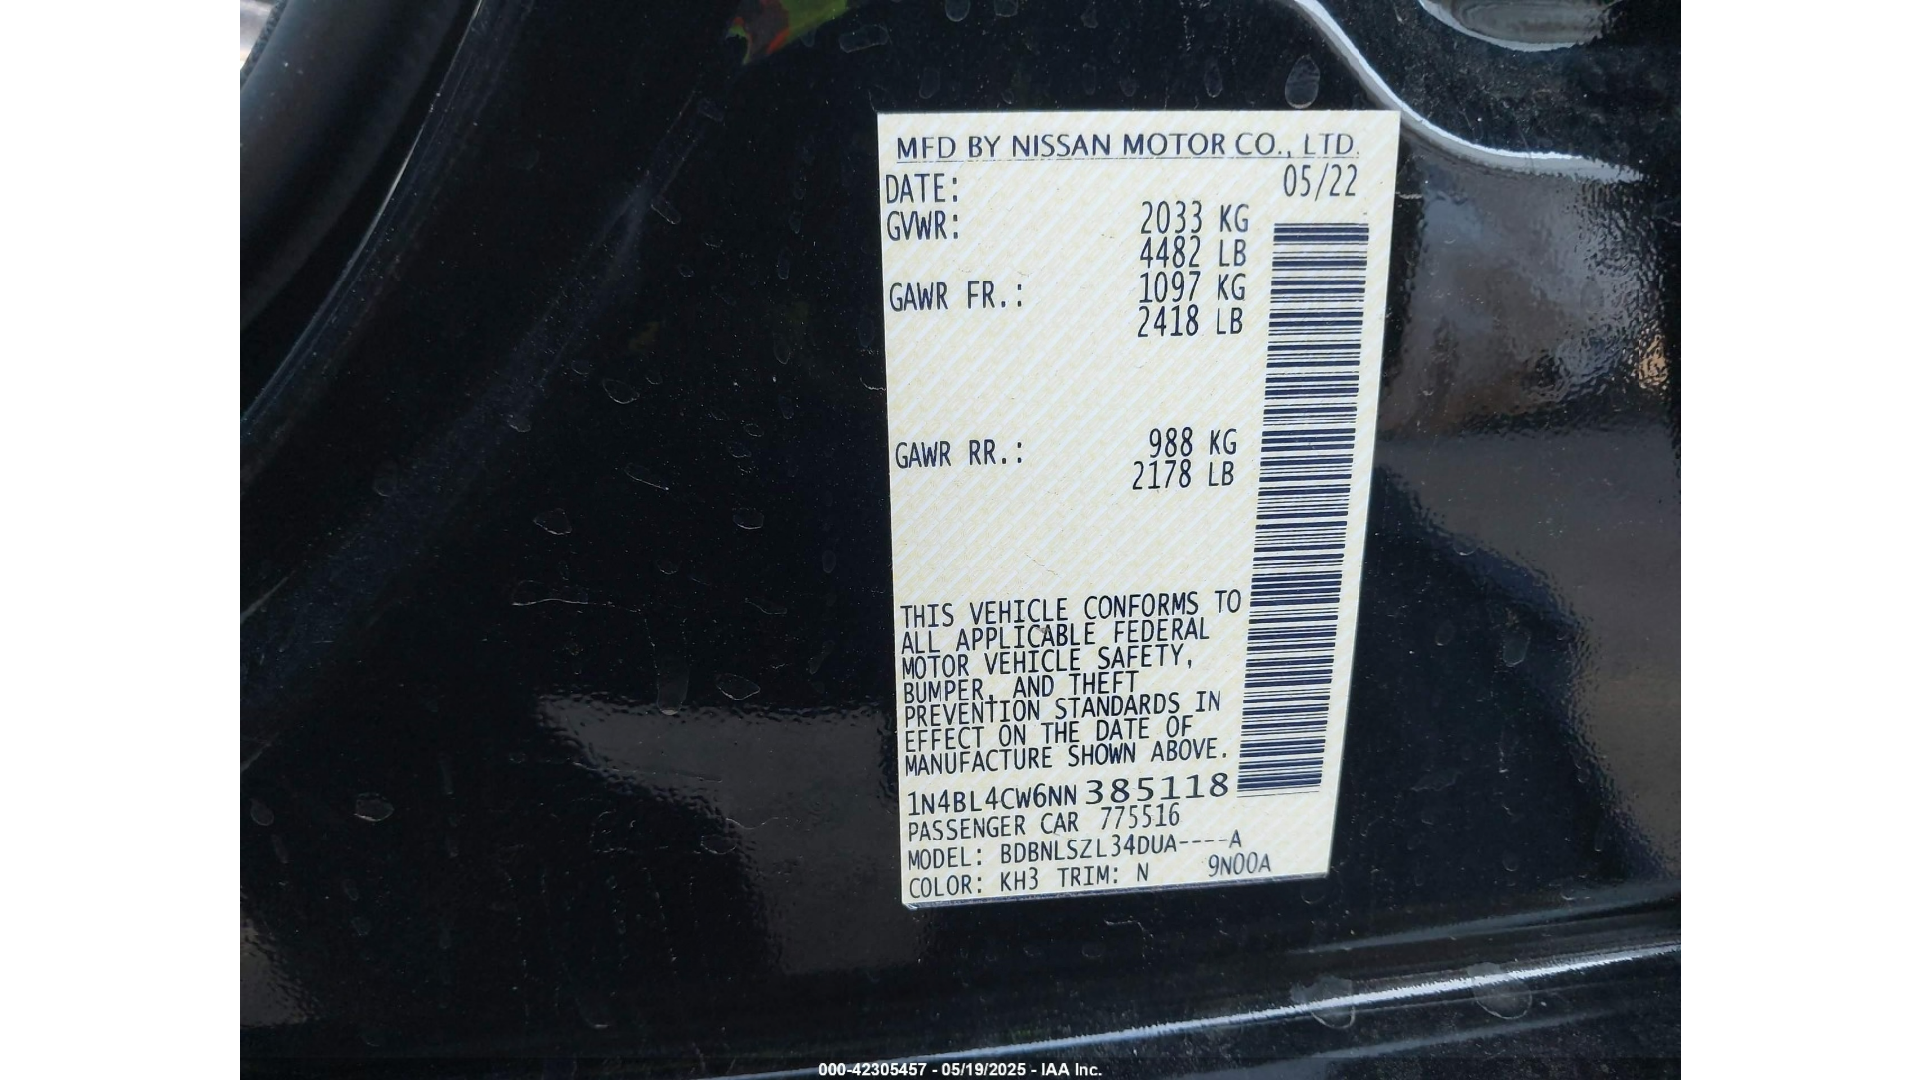 MFD BY NISSAN MOTOR CO., LTD.
DATE: 05/22
GVWR: 2033 KG
4482 LB
GAWR FR.: 1097 KG
2418 LB
GAWR RR.: 988 KG
2178 LB
THIS VEHICLE CONFORMS TO
ALL APPLICABLE FEDERAL
MOTOR VEHICLE SAFETY,
BUMPER, AND THEFT
PREVENTION STANDARDS IN
EFFECT ON THE DATE OF
MANUFACTURE SHOWN ABOVE.
1N4BL4CW6NN385118
PASSENGER CAR 775516
MODEL: BDBNLSZL34DUA----A
COLOR: KH3 TRIM: N 9N00A
000-42305457 - 05/19/2025 - IAA Inc.